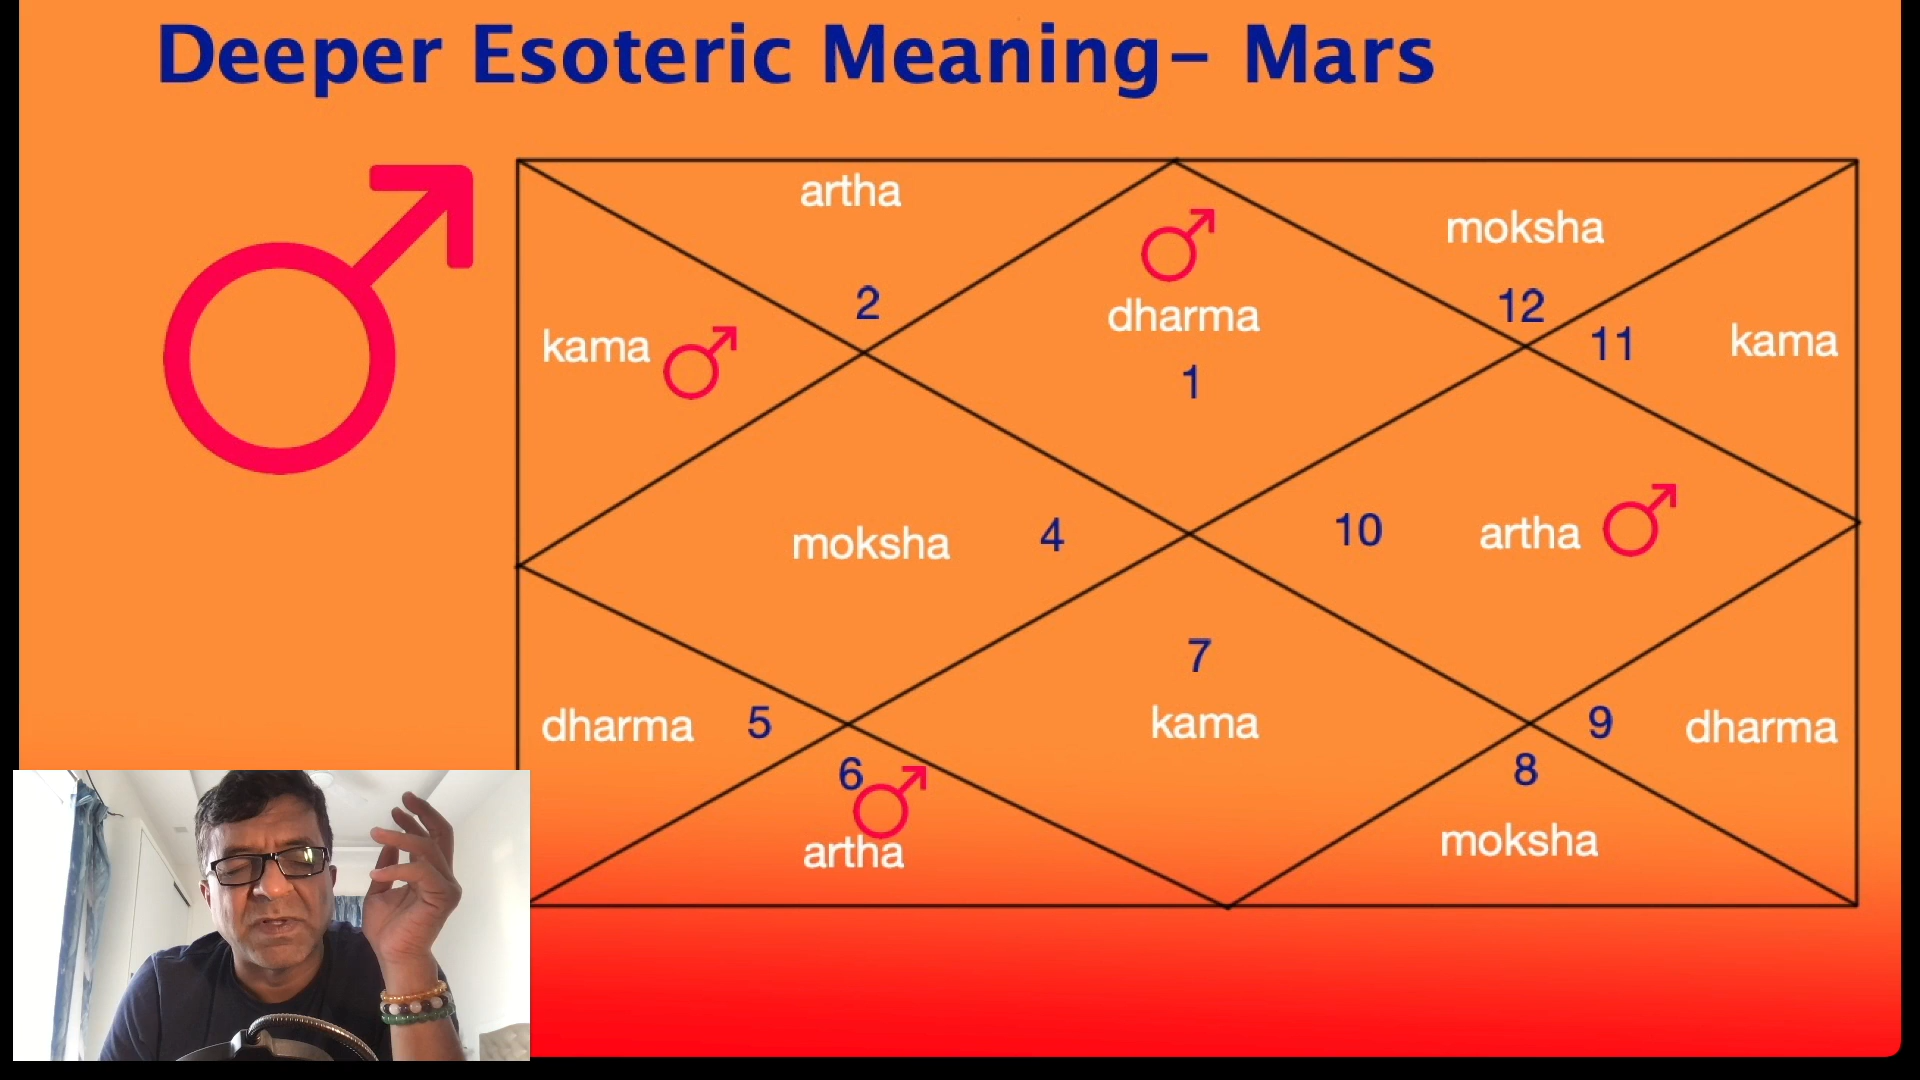 Deeper Esoteric Meaning– Mars
artha
moksha
dharma
2
12
kama
11
kama
1
moksha
4
10
artha
7
dharma
5
kama
9
dharma
6
8
artha
moksha